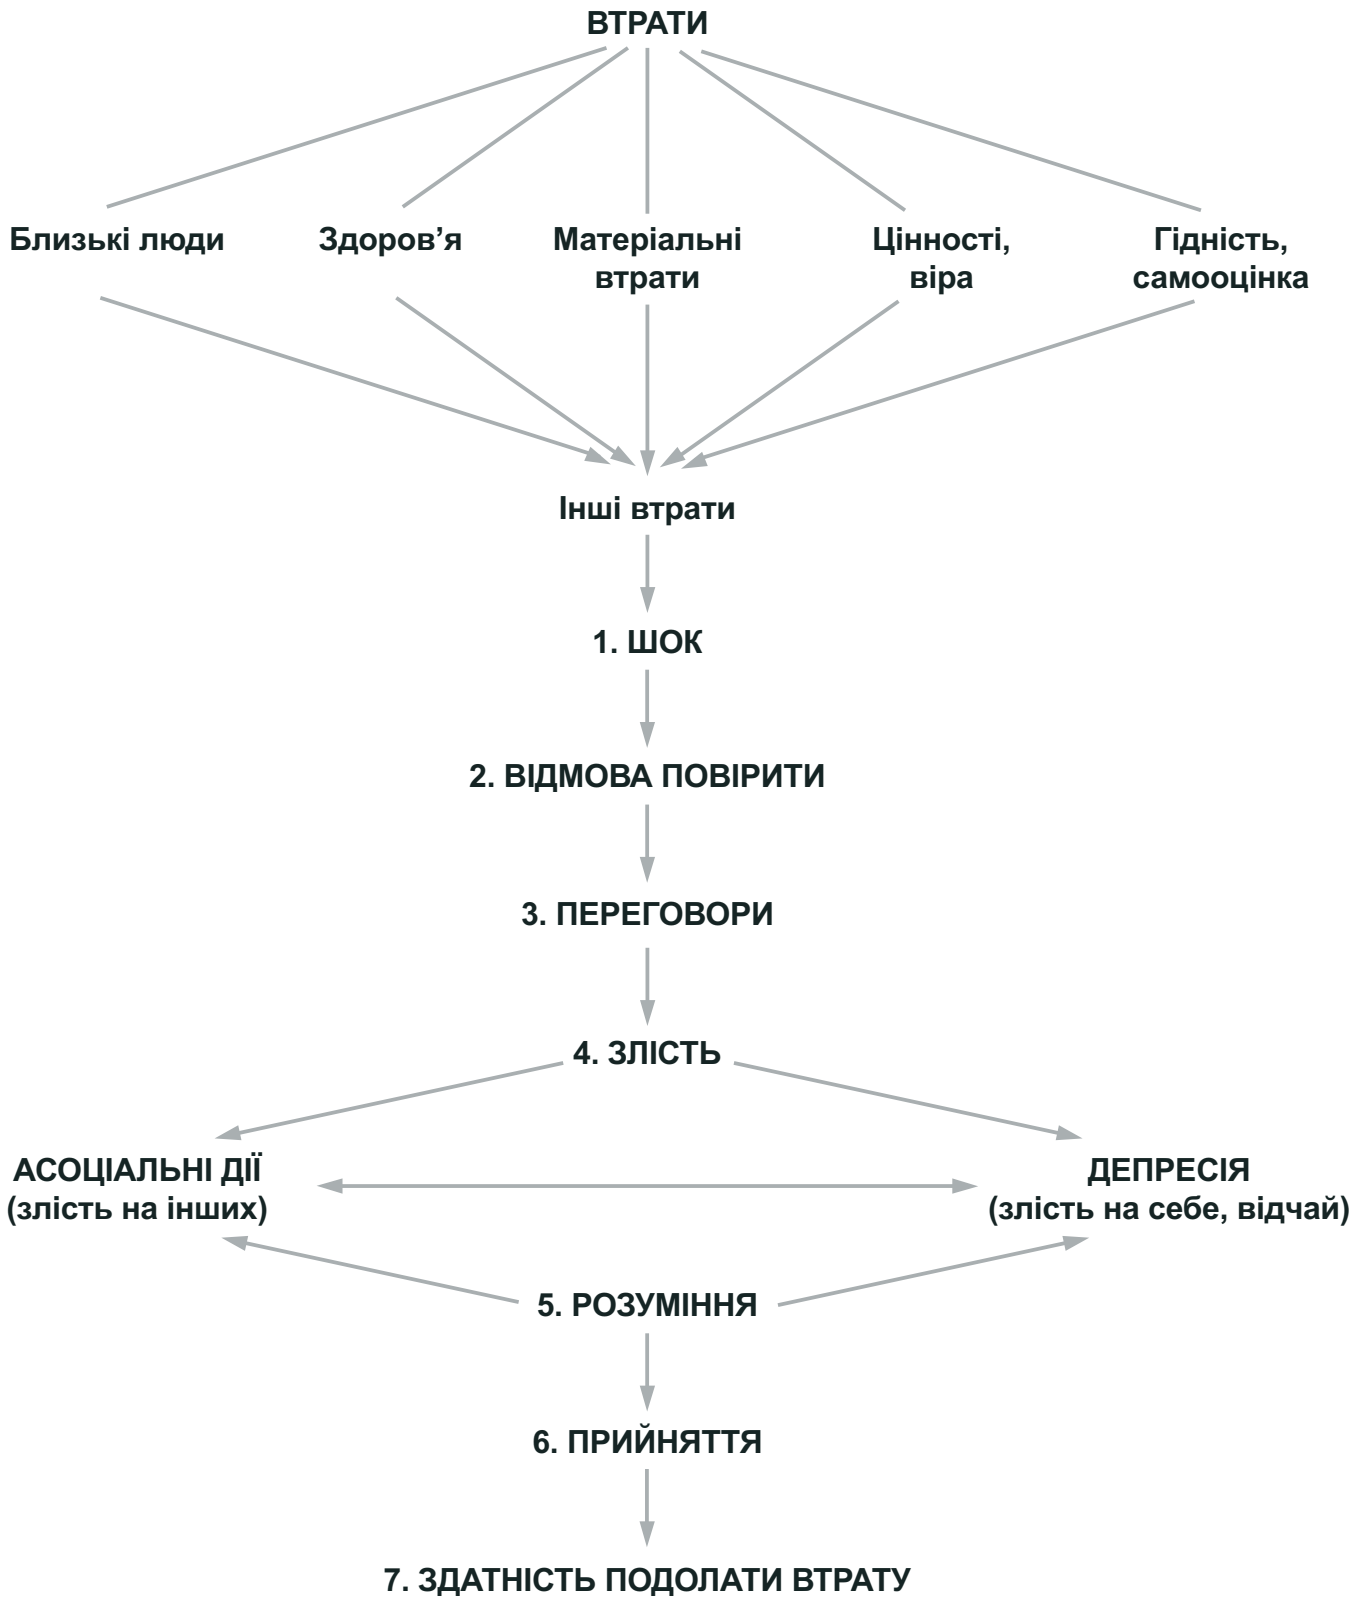 ВТРАТИ
Близькі люди
Здоров’я
Матеріальні
втрати
Цінності,
віра
Гідність,
самооцінка
Інші втрати
1. ШОК
2. ВІДМОВА ПОВІРИТИ
3. ПЕРЕГОВОРИ
4. ЗЛІСТЬ
АСОЦІАЛЬНІ ДІЇ
(злість на інших)
ДЕПРЕСІЯ
(злість на себе, відчай)
5. РОЗУМІННЯ
6. ПРИЙНЯТТЯ
7. ЗДАТНІСТЬ ПОДОЛАТИ ВТРАТУ